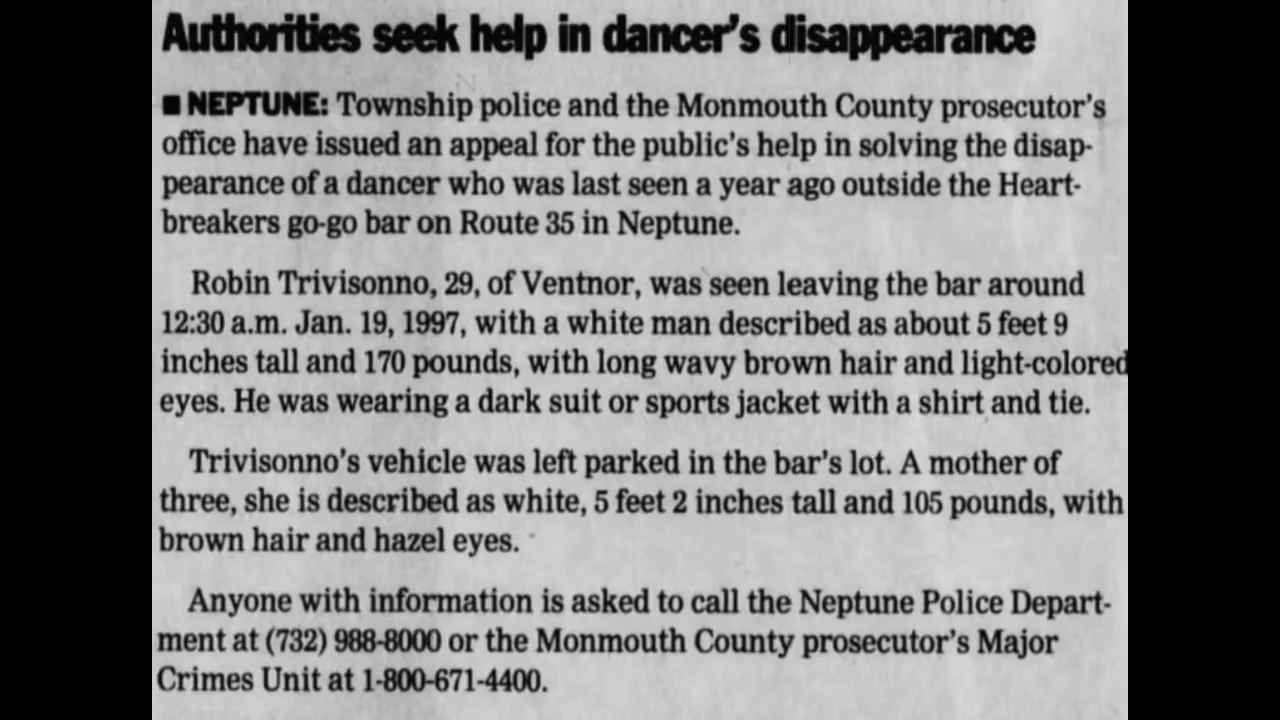 Authorities seek help in dancer's disappearance
■ NEPTUNE: Township police and the Monmouth County prosecutor's
office have issued an appeal for the public's help in solving the disap-
pearance of a dancer who was last seen a year ago outside the Heart-
breakers go-go bar on Route 35 in Neptune.
Robin Trivisonno, 29, of Ventnor, was seen leaving the bar around
12:30 a.m. Jan. 19, 1997, with a white man described as about 5 feet 9
inches tall and 170 pounds, with long wavy brown hair and light-colored
eyes. He was wearing a dark suit or sports jacket with a shirt and tie.
Trivisonno's vehicle was left parked in the bar's lot. A mother of
three, she is described as white, 5 feet 2 inches tall and 105 pounds, with
brown hair and hazel eyes.
Anyone with information is asked to call the Neptune Police Depart-
ment at (732) 988-8000 or the Monmouth County prosecutor's Major
Crimes Unit at 1-800-671-4400.